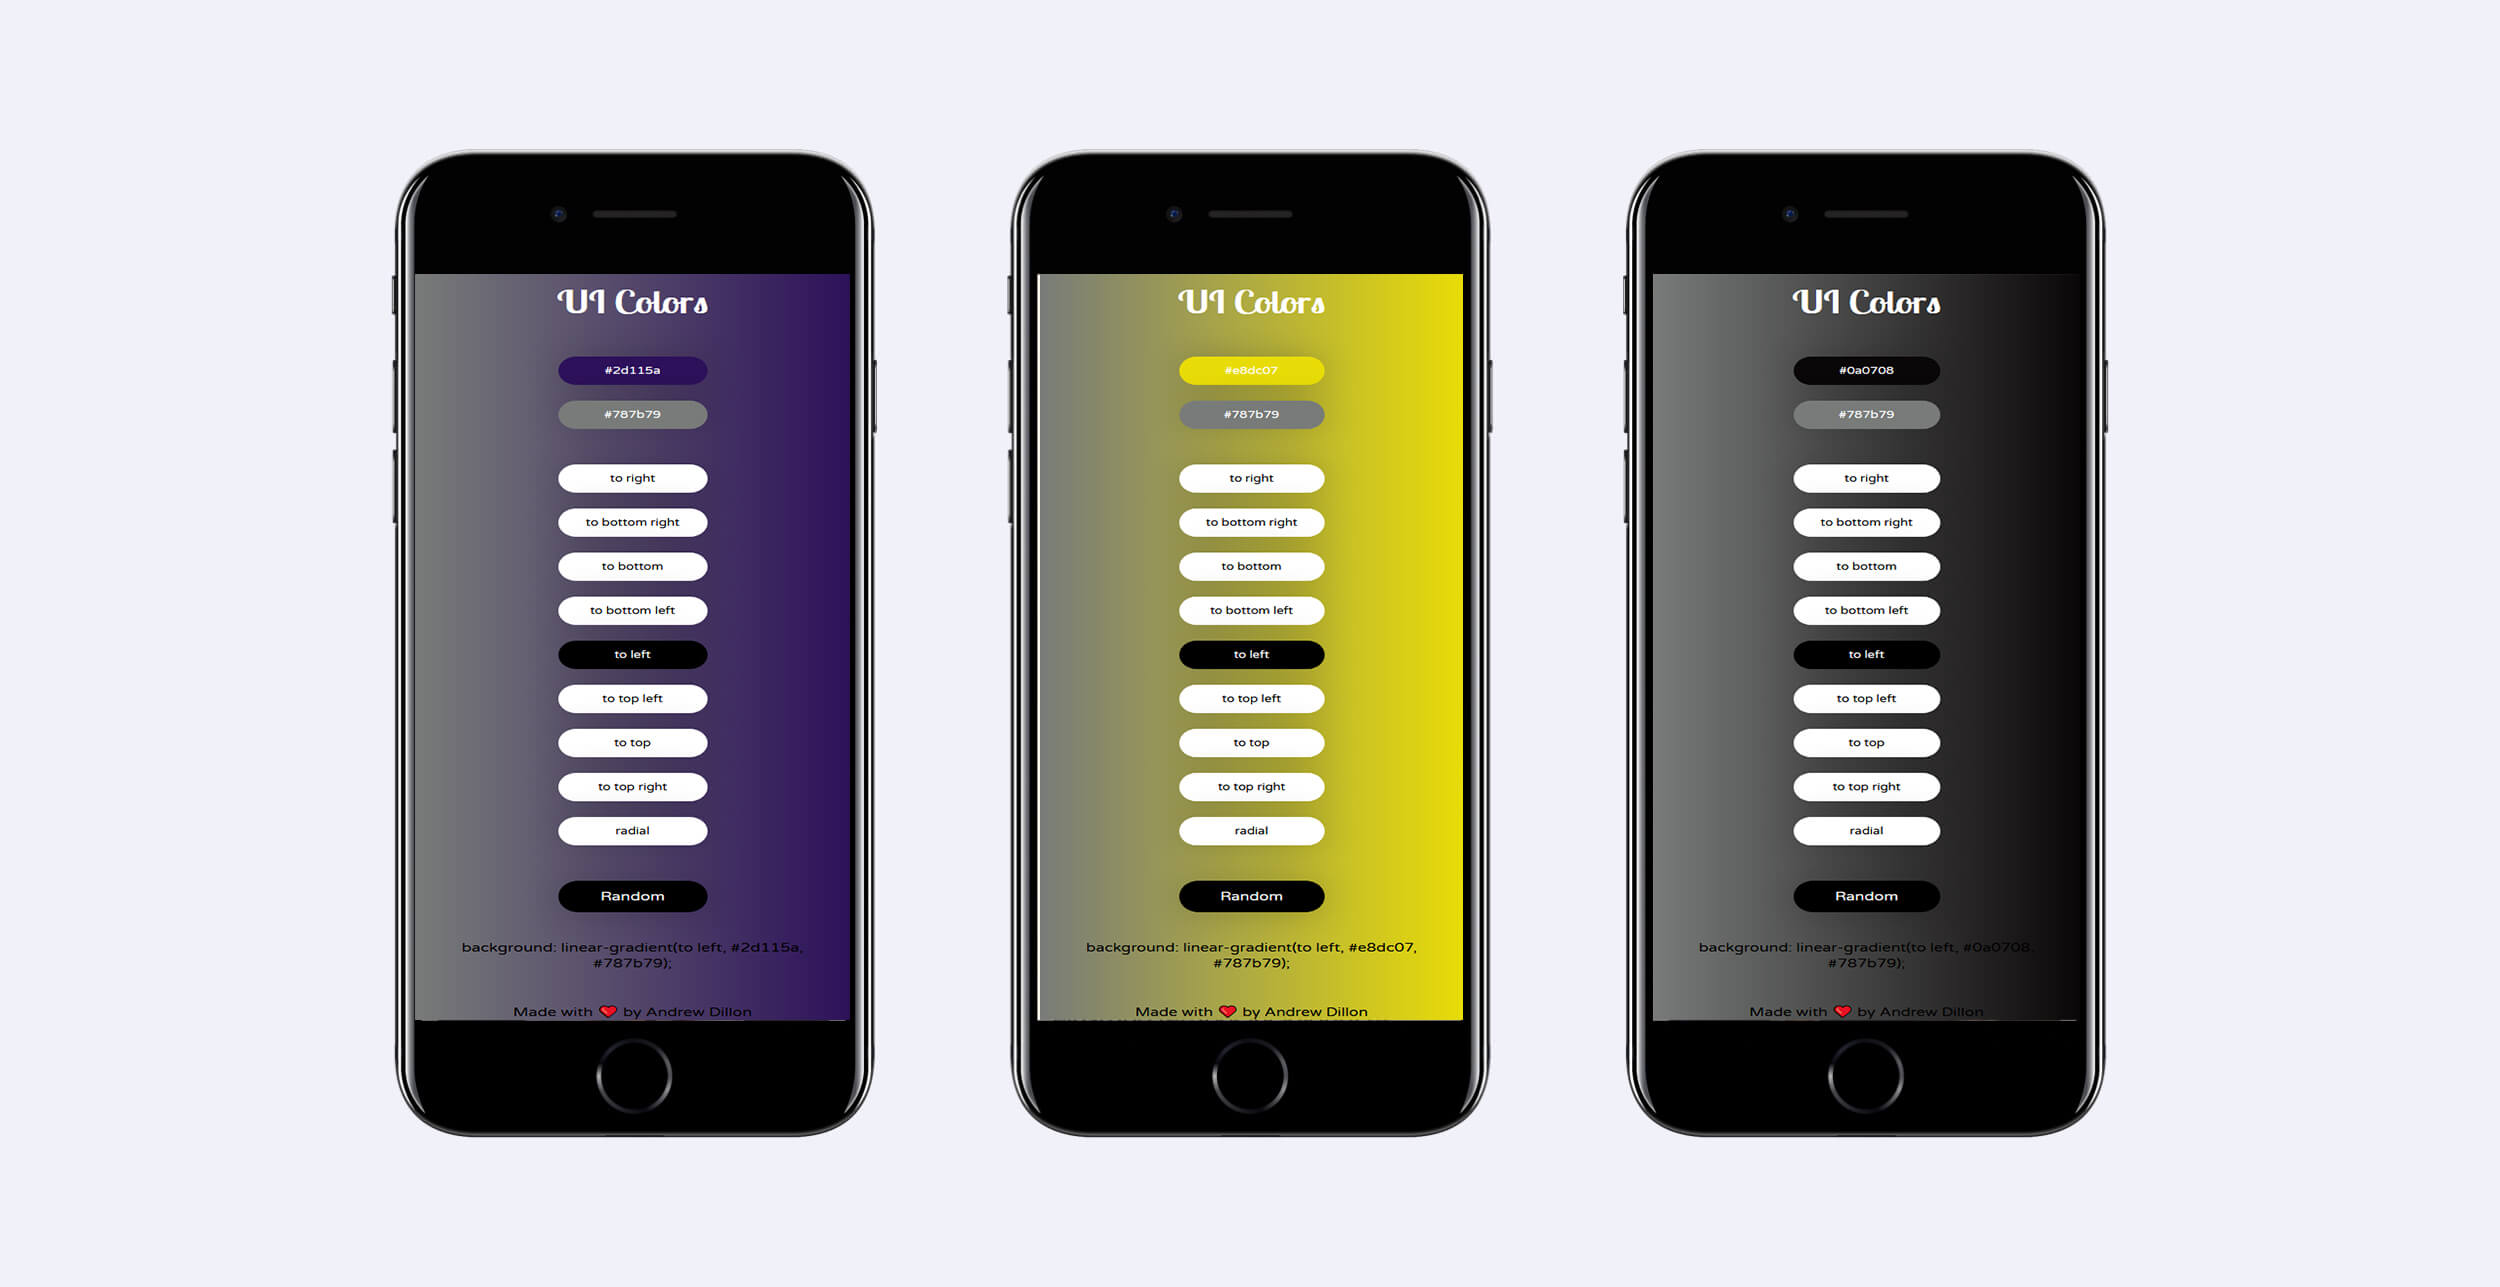 UI Colors
#2d115a
#787b79
to right
to bottom right
to bottom
to bottom left
to left
to top left
to top
to top right
radial
Random
background: linear-gradient(to left, #2d115a,
#787b79);
Made with ❤️ by Andrew Dillon
UI Colors
#e8dc07
#787b79
to right
to bottom right
to bottom
to bottom left
to left
to top left
to top
to top right
radial
Random
background: linear-gradient(to left, #e8dc07,
#787b79);
Made with ❤️ by Andrew Dillon
UI Colors
#0a0708
#787b79
to right
to bottom right
to bottom
to bottom left
to left
to top left
to top
to top right
radial
Random
background: linear-gradient(to left, #0a0708,
#787b79);
Made with ❤️ by Andrew Dillon